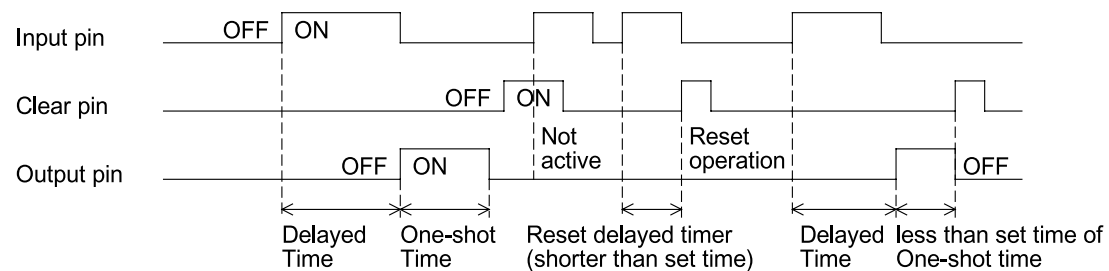 Input pin OFF ON
Clear pin OFF ON
Not
active
Reset
operation
Output pin OFF ON OFF
Delayed
Time
One-shot
Time
Reset delayed timer
(shorter than set time)
Delayed
Time
less than set time of
One-shot time